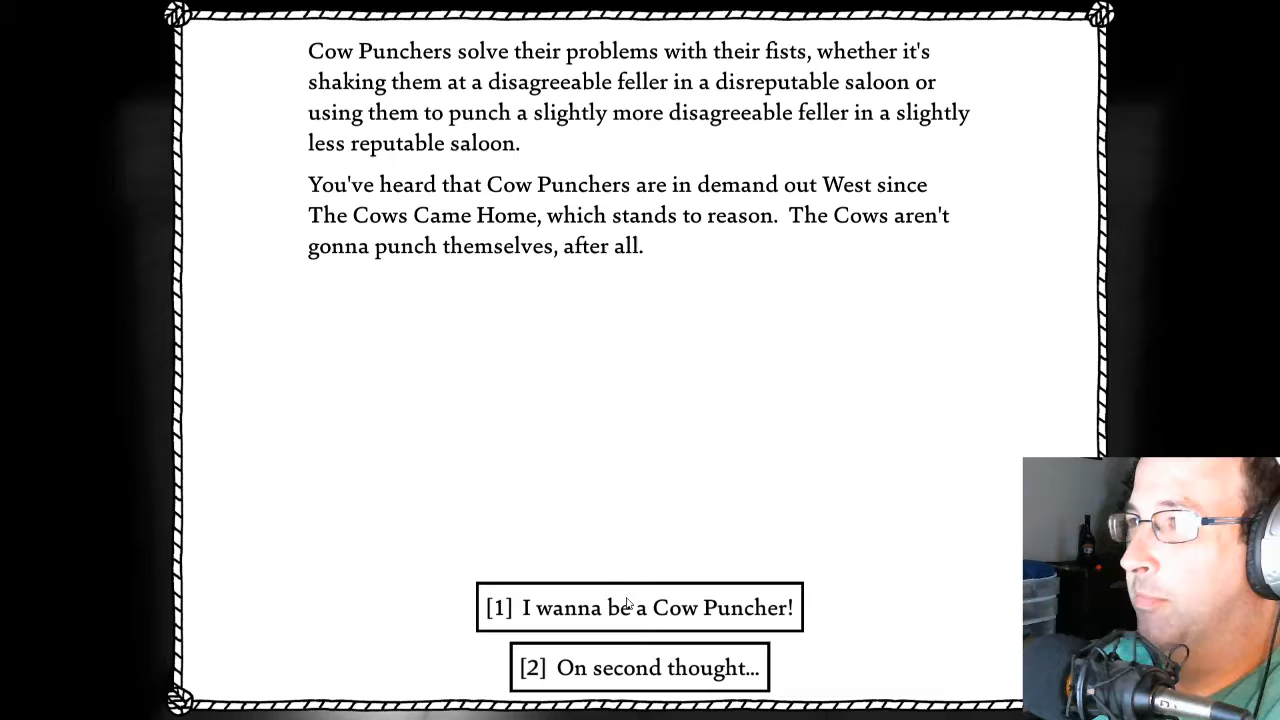 Cow Punchers solve their problems with their fists, whether it's
shaking them at a disagreeable feller in a disreputable saloon or
using them to punch a slightly more disagreeable feller in a slightly
less reputable saloon.
You've heard that Cow Punchers are in demand out West since
The Cows Came Home, which stands to reason.  The Cows aren't
gonna punch themselves, after all.
[1] I wanna be a Cow Puncher!
[2] On second thought...